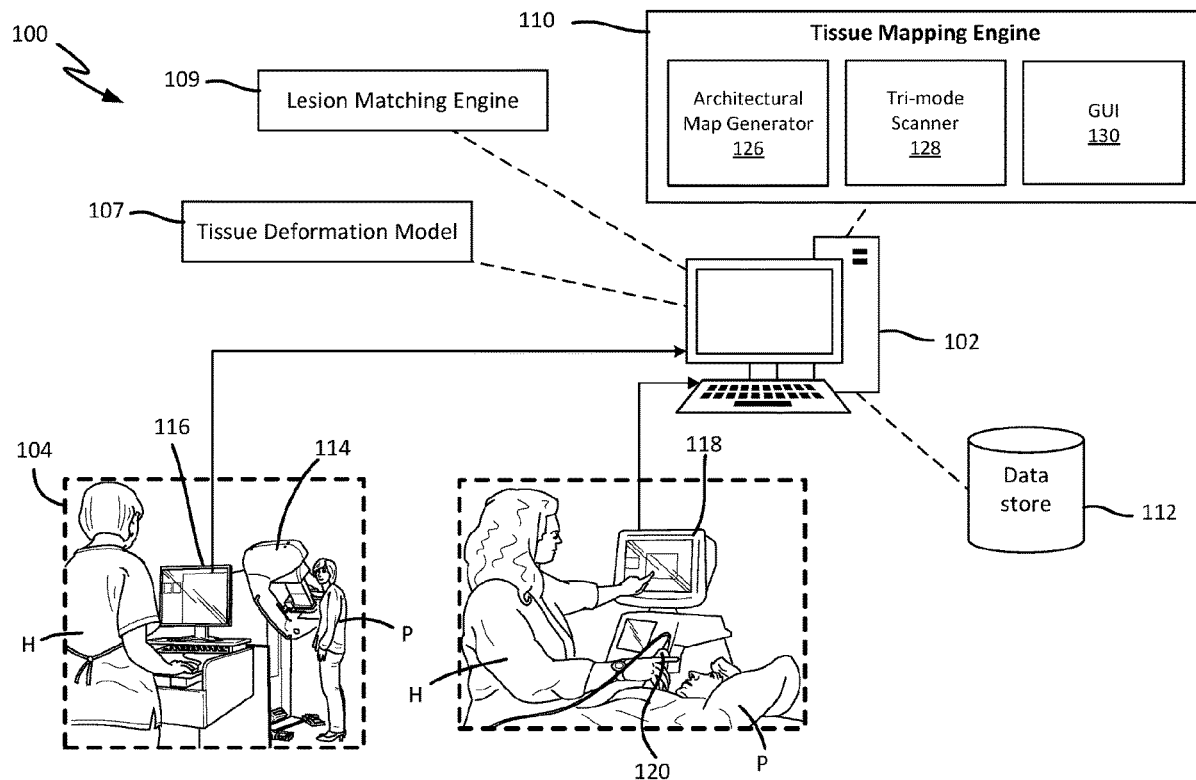 100
110
Tissue Mapping Engine
Architectural
Map Generator
126
Tri-mode
Scanner
128
GUI
130
109
Lesion Matching Engine
107
Tissue Deformation Model
102
Data
store
112
104
116
114
H
P
118
H
120
P